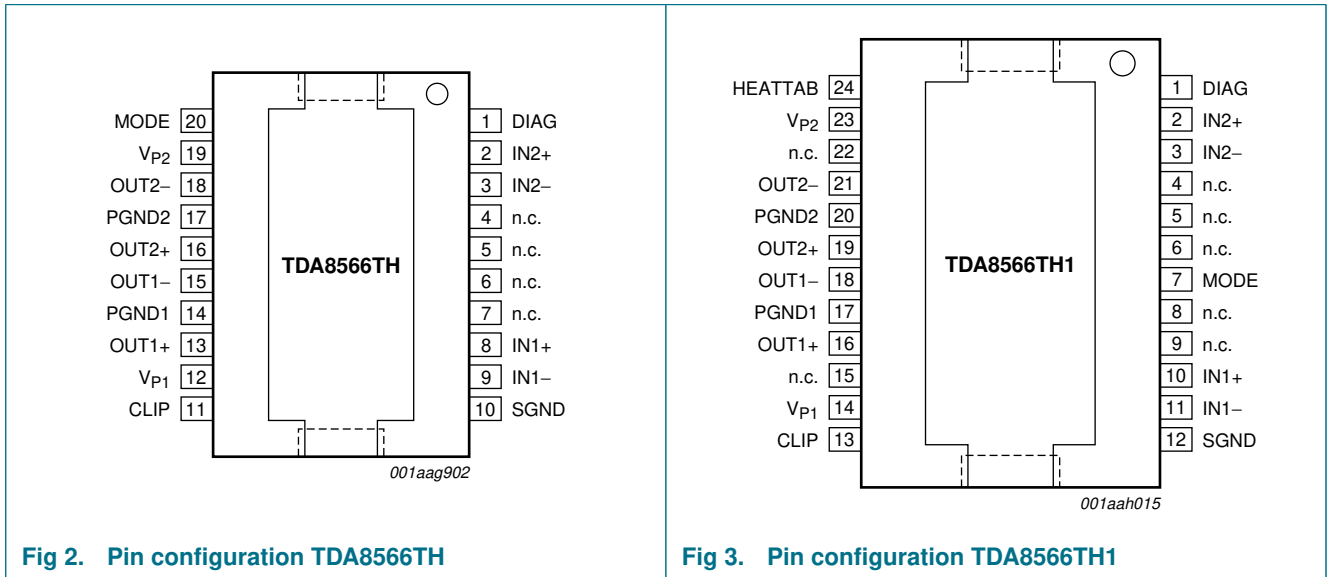 MODE 20
VP2 19
OUT2− 18
PGND2 17
OUT2+ 16
OUT1− 15
PGND1 14
OUT1+ 13
VP1 12
CLIP 11
TDA8566TH
1 DIAG
2 IN2+
3 IN2−
4 n.c.
5 n.c.
6 n.c.
7 n.c.
8 IN1+
9 IN1−
10 SGND
001aag902
Fig 2. Pin configuration TDA8566TH
HEATTAB 24
VP2 23
n.c. 22
OUT2− 21
PGND2 20
OUT2+ 19
OUT1− 18
PGND1 17
OUT1+ 16
n.c. 15
VP1 14
CLIP 13
TDA8566TH1
1 DIAG
2 IN2+
3 IN2−
4 n.c.
5 n.c.
6 n.c.
7 MODE
8 n.c.
9 n.c.
10 IN1+
11 IN1−
12 SGND
001aah015
Fig 3. Pin configuration TDA8566TH1